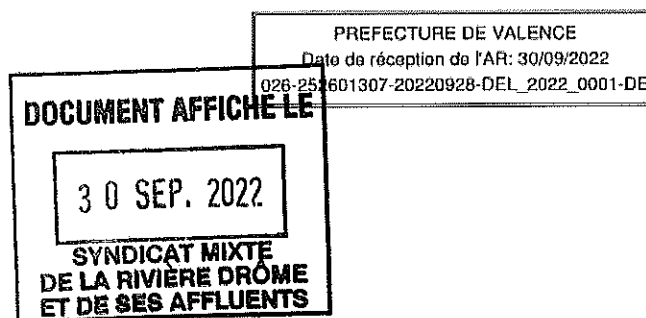 PREFECTURE DE VALENCE
Date de réception de l'AR: 30/09/2022
026-252601307-20220928-DEL_2022_0001-DE
DOCUMENT AFFICHE LE
30 SEP. 2022
SYNDICAT MIXTE
DE LA RIVIÈRE DRÔME
ET DE SES AFFLUENTS